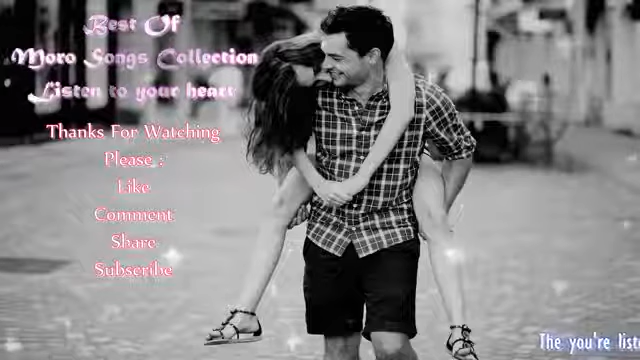 Best Of
Moro Songs Collection
Listen to your heart
Thanks For Watching
Please :
Like
Comment
Share
Subscribe
The you're list